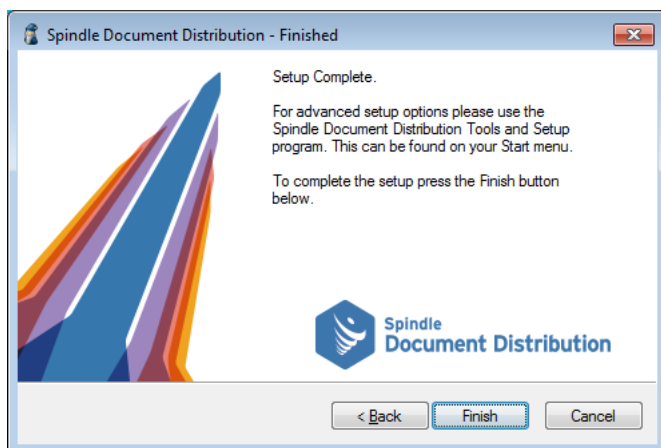 Spindle Document Distribution - Finished
Setup Complete.
For advanced setup options please use the
Spindle Document Distribution Tools and Setup
program. This can be found on your Start menu.
To complete the setup press the Finish button
below.
Spindle
Document Distribution
< Back
Finish
Cancel